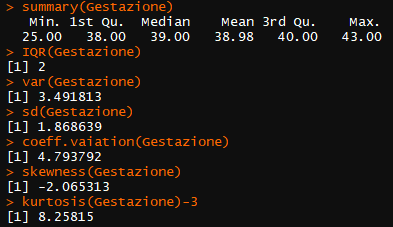 > summary(Gestazione)
Min. 1st Qu. Median Mean 3rd Qu. Max.
25.00 38.00 39.00 38.98 40.00 43.00
> IQR(Gestazione)
[1] 2
> var(Gestazione)
[1] 3.491813
> sd(Gestazione)
[1] 1.868639
> coeff.vaiation(Gestazione)
[1] 4.793792
> skewness(Gestazione)
[1] -2.065313
> kurtosis(Gestazione)-3
[1] 8.25815